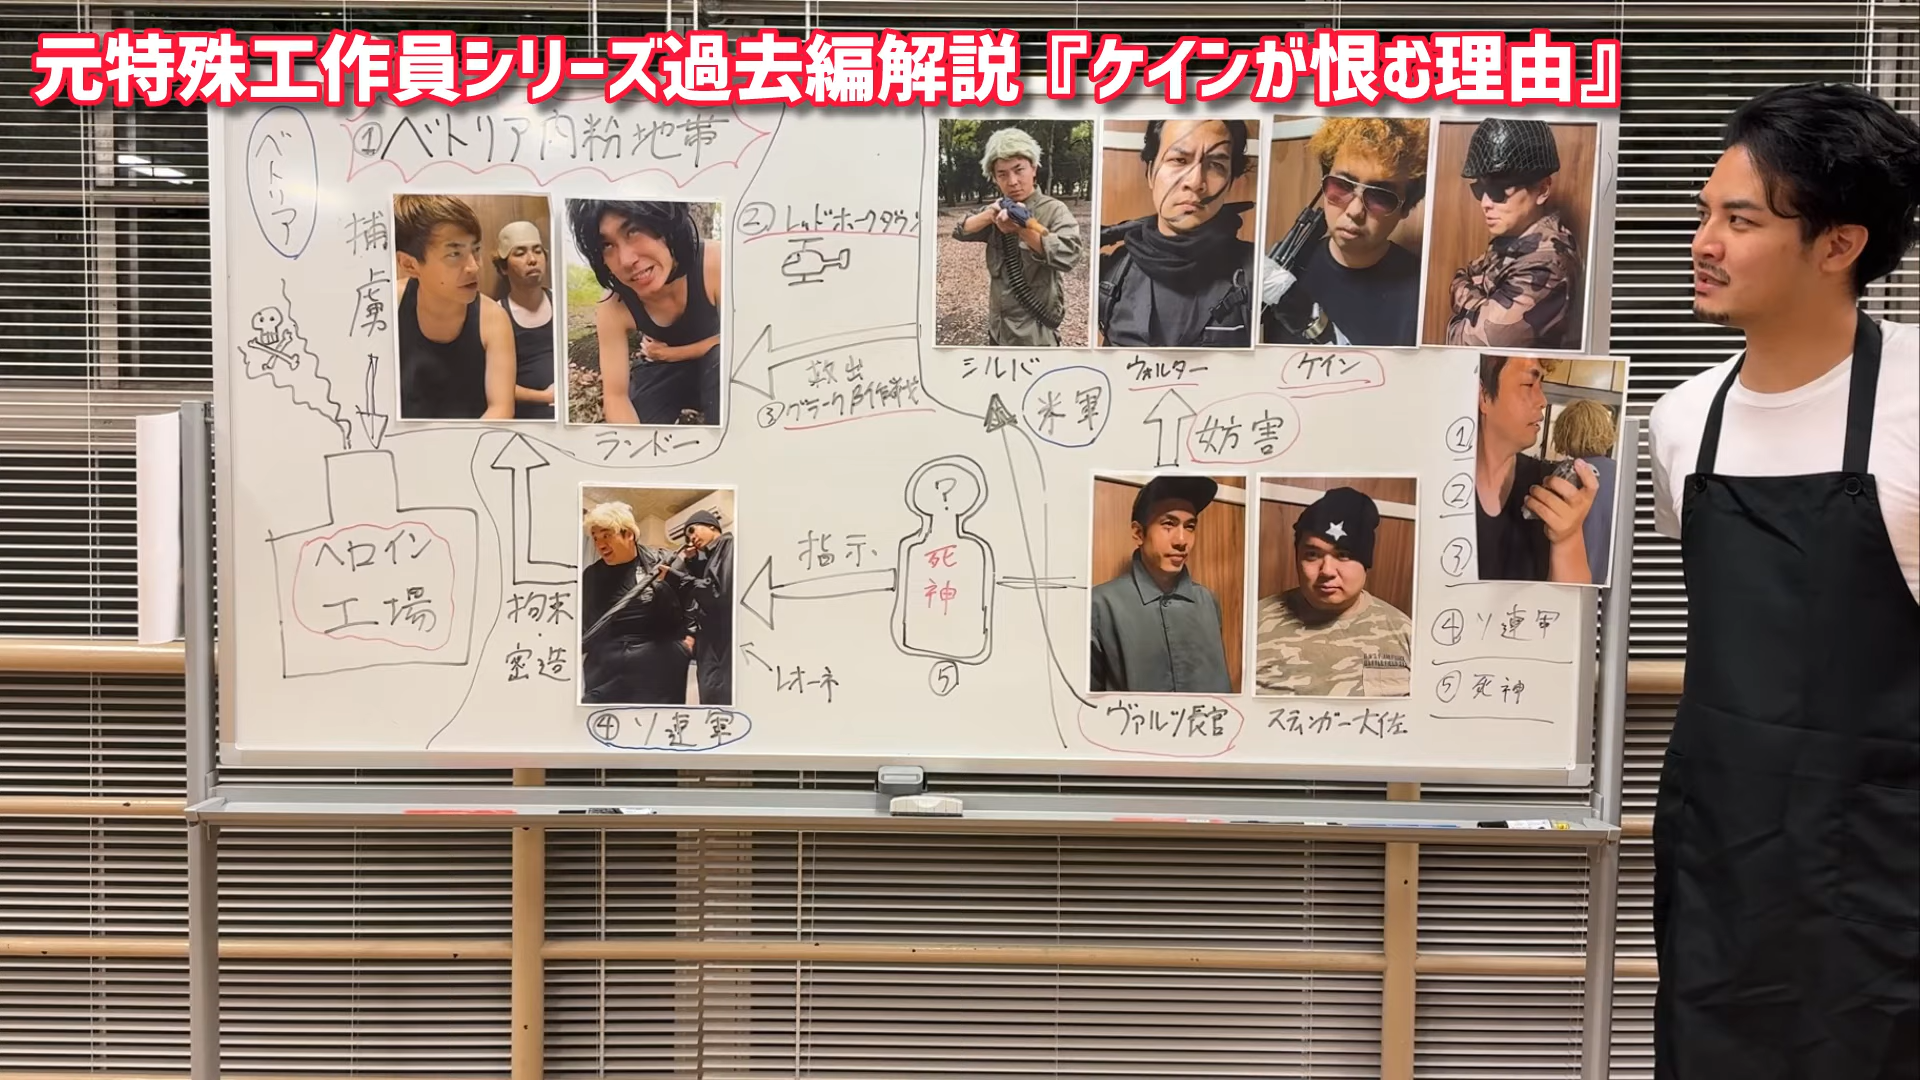 元特殊工作員シリーズ過去編解説『ケインが恨む理由』
ベトリア
①ベトリア内粉地帯
捕虜
②レッドホークダウン
救出
③ブラークβ作戦
ランドー
シルバ
米軍
ウォルター
ケイン
妨害
①
②
③
④ソ連軍
⑤死神
ヘロイン
工場
拘束・
密造
指示
?
死神
⑤
レオーネ
④ソ連軍
ヴァルツ長官
スティンガー大佐